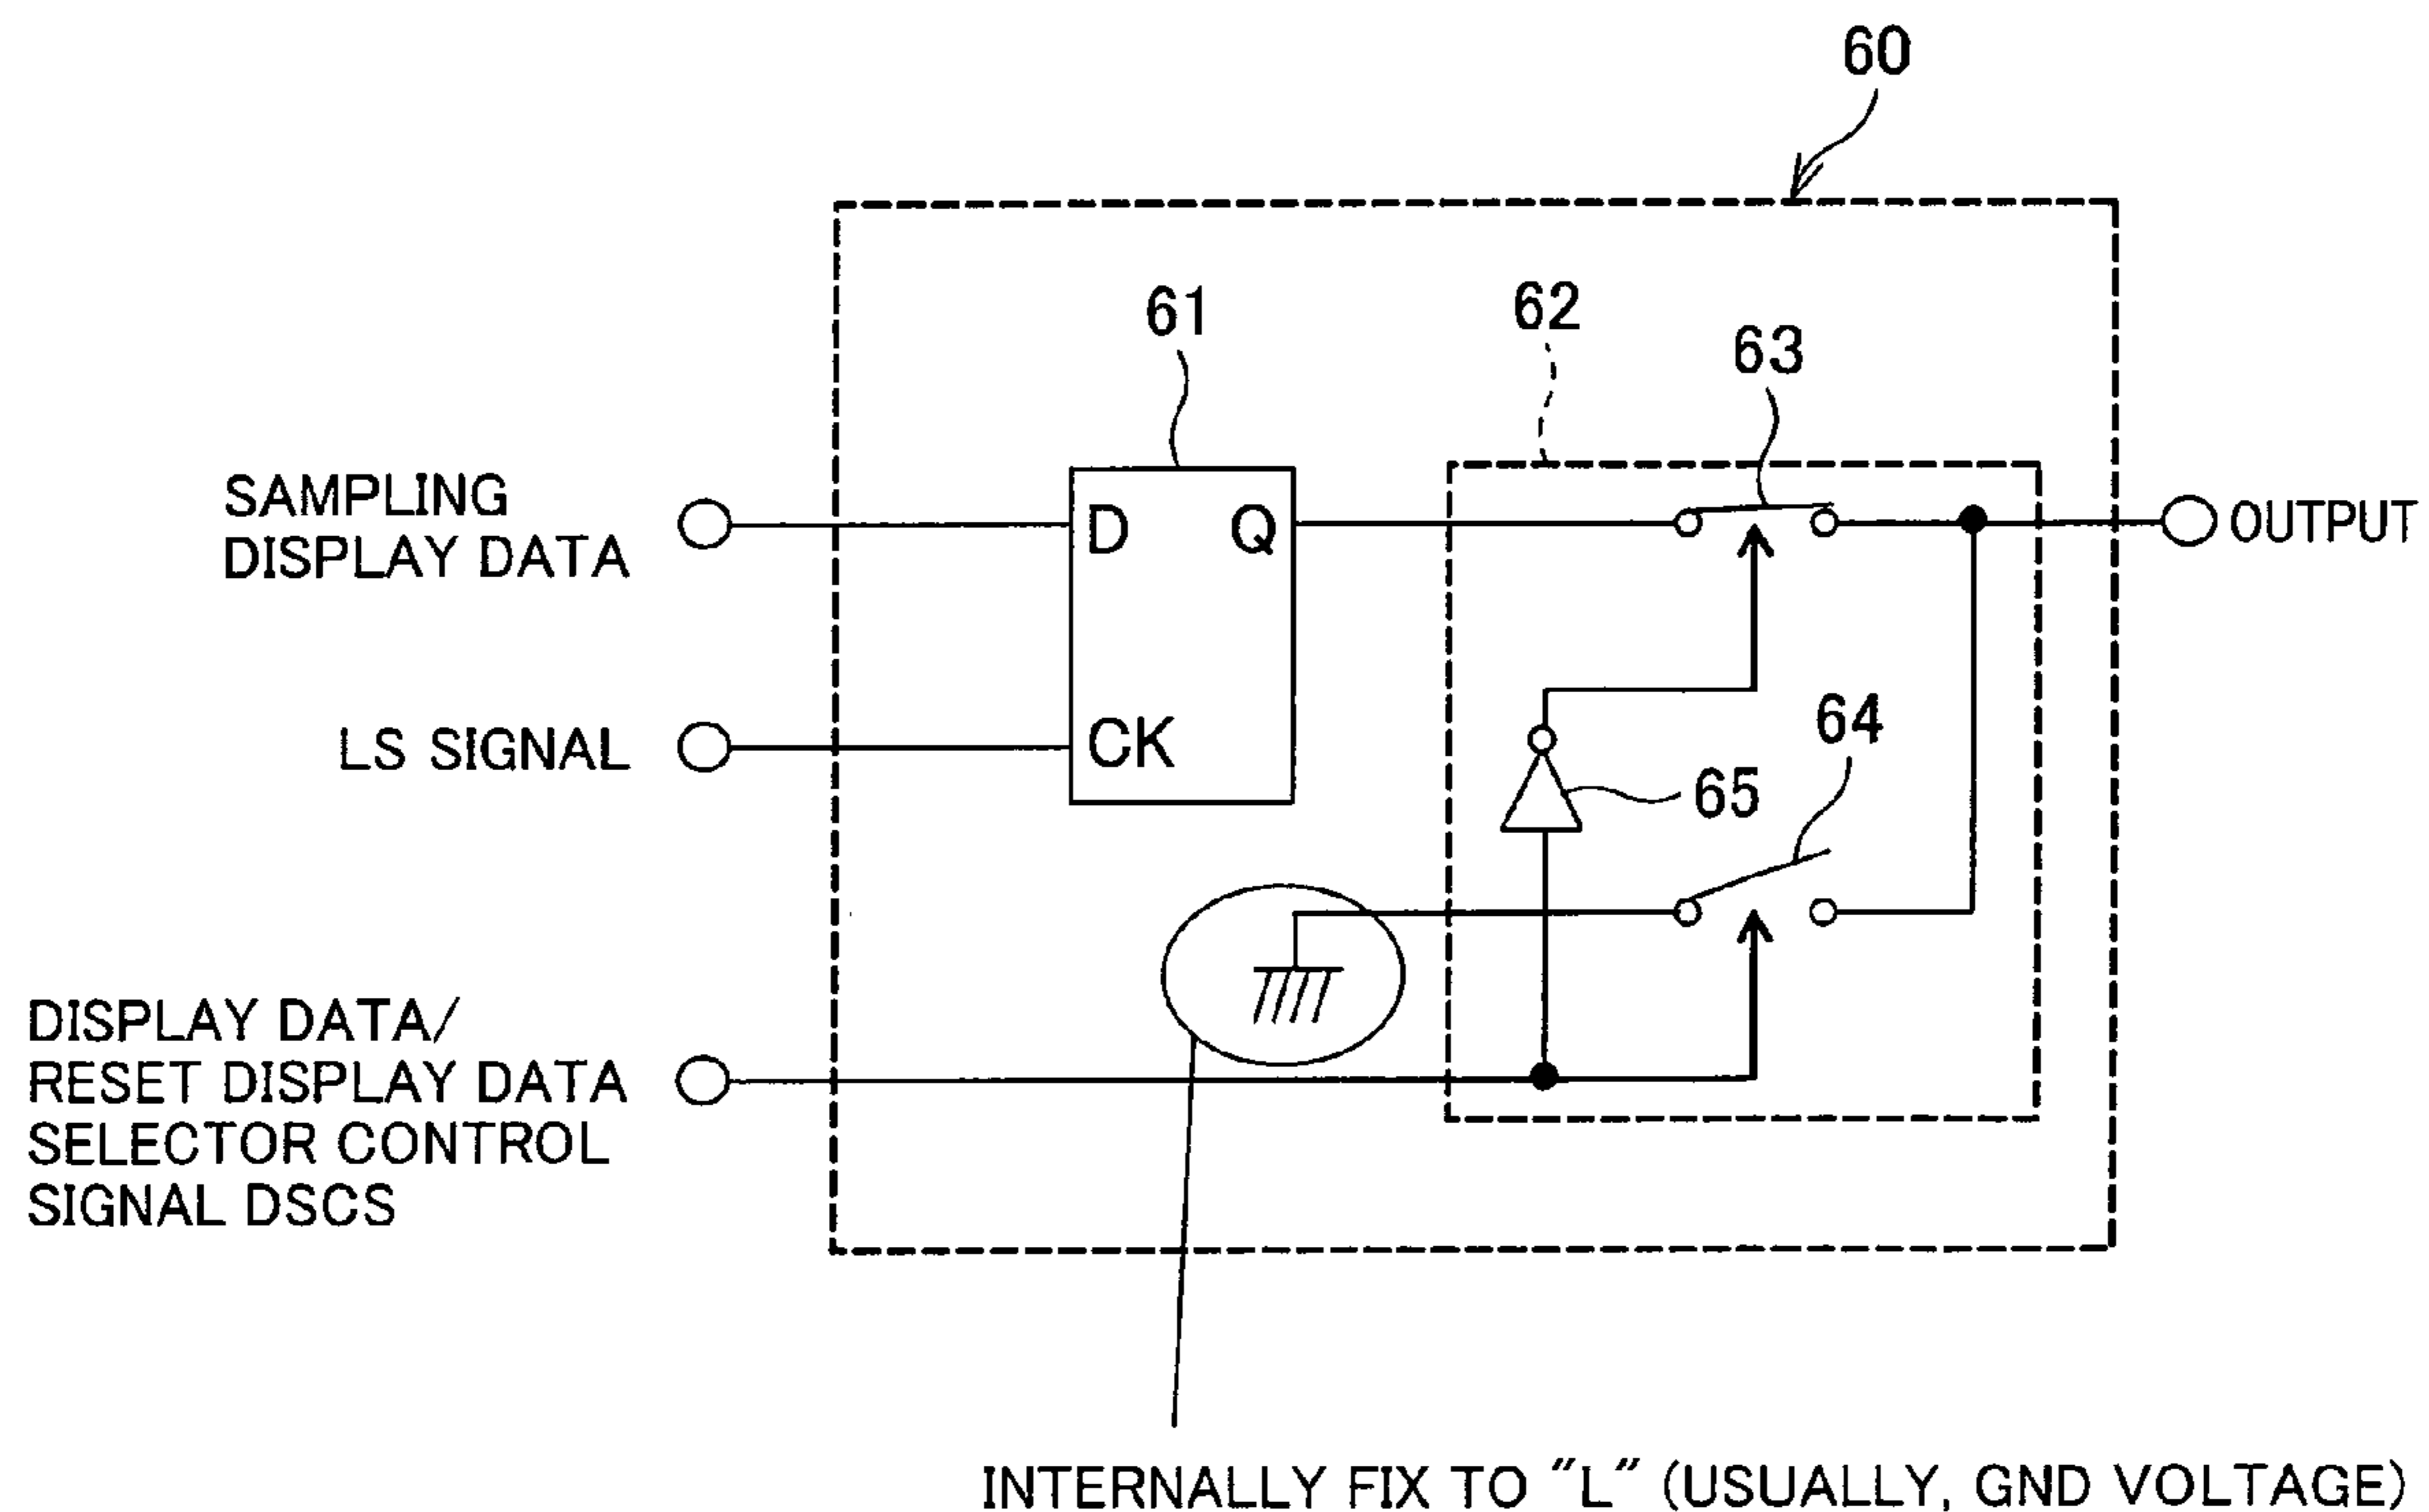 60
61
62
63
SAMPLING
DISPLAY DATA
D
Q
OUTPUT
LS SIGNAL
CK
64
65
DISPLAY DATA/
RESET DISPLAY DATA
SELECTOR CONTROL
SIGNAL DSCS
INTERNALLY FIX TO "L" (USUALLY, GND VOLTAGE)